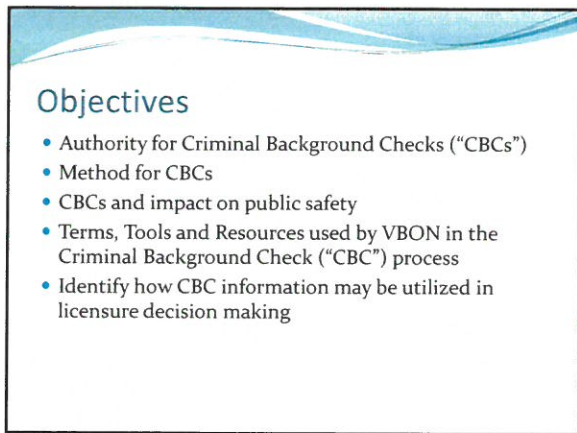 Objectives
• Authority for Criminal Background Checks ("CBCs")
• Method for CBCs
• CBCs and impact on public safety
• Terms, Tools and Resources used by VBON in the
Criminal Background Check ("CBC") process
• Identify how CBC information may be utilized in
licensure decision making